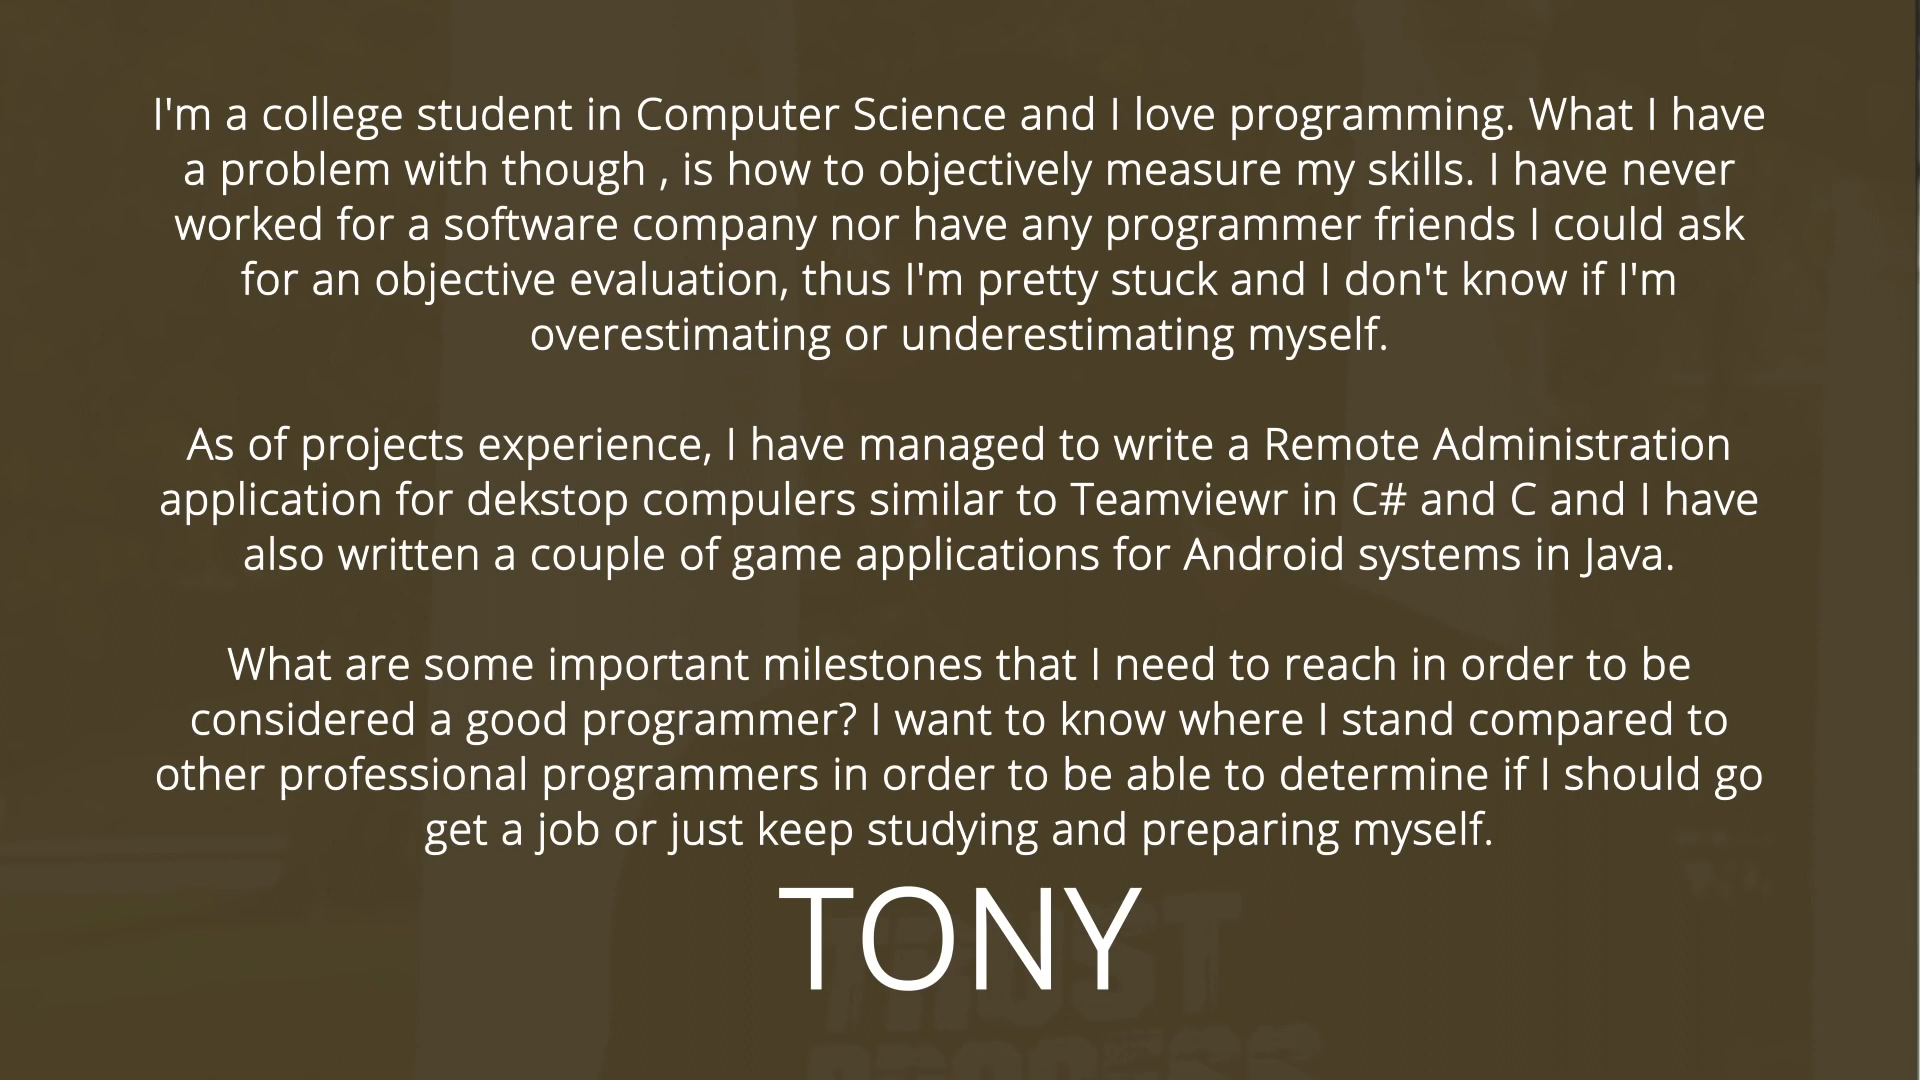 I'm a college student in Computer Science and I love programming. What I have
a problem with though , is how to objectively measure my skills. I have never
worked for a software company nor have any programmer friends I could ask
for an objective evaluation, thus I'm pretty stuck and I don't know if I'm
overestimating or underestimating myself.
As of projects experience, I have managed to write a Remote Administration
application for dekstop compulers similar to Teamviewr in C# and C and I have
also written a couple of game applications for Android systems in Java.
What are some important milestones that I need to reach in order to be
considered a good programmer? I want to know where I stand compared to
other professional programmers in order to be able to determine if I should go
get a job or just keep studying and preparing myself.
TONY